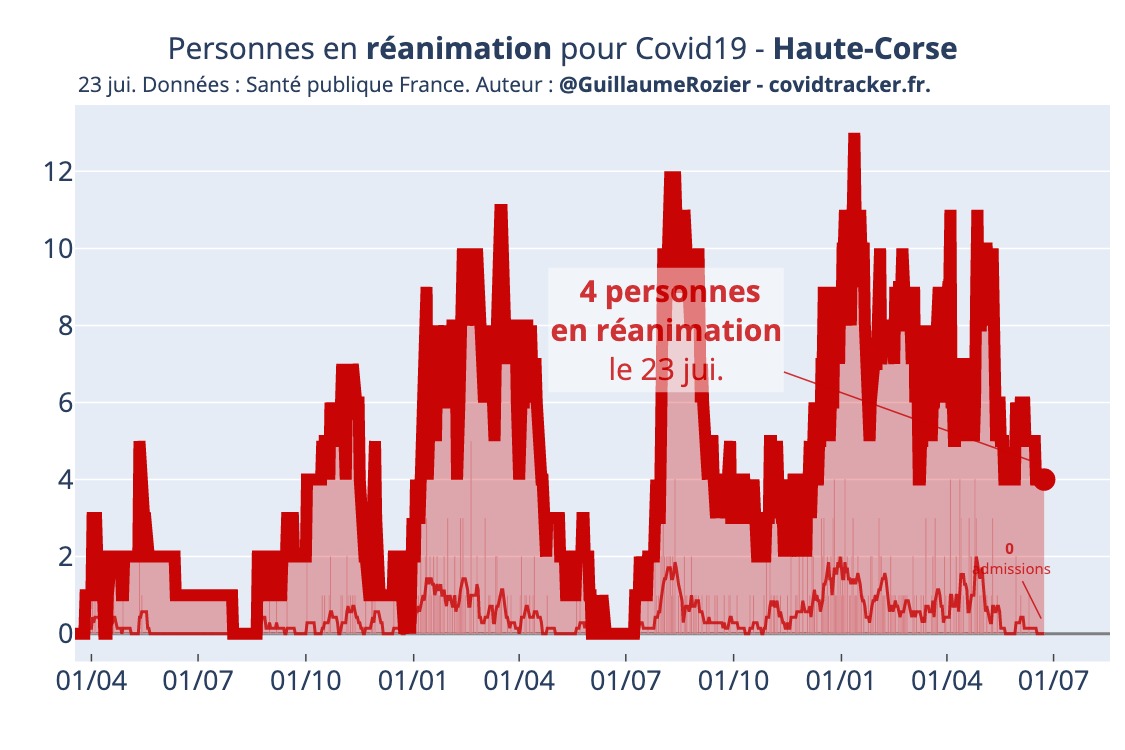 Personnes en réanimation pour Covid19 - Haute-Corse
23 jui. Données : Santé publique France. Auteur : @GuillaumeRozier - covidtracker.fr.
12
10
8
6
4
2
0
4 personnes
en réanimation
le 23 jui.
0
admissions
01/04 01/07 01/10 01/01 01/04 01/07 01/10 01/01 01/04 01/07